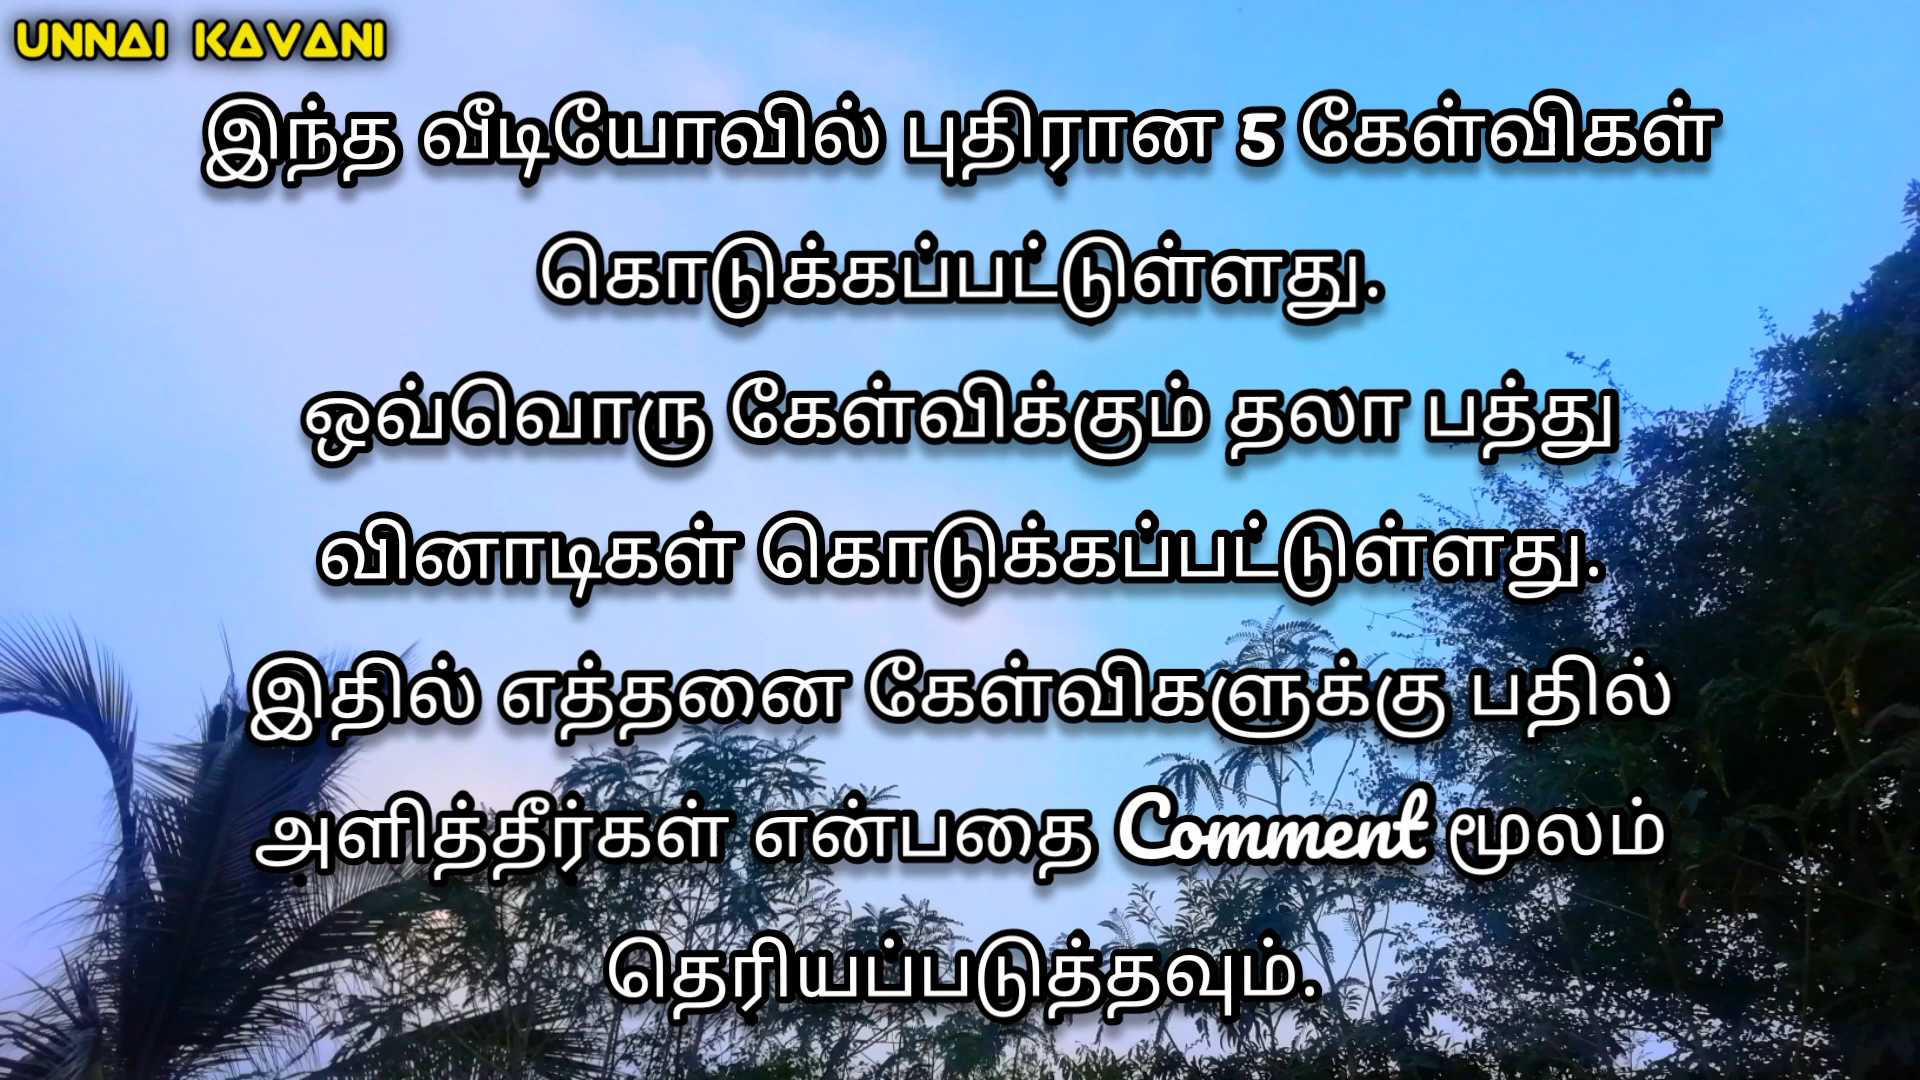 UNNAI KAVANI
இந்த வீடியோவில் புதிரான 5 கேள்விகள்
கொடுக்கப்பட்டுள்ளது.
ஒவ்வொரு கேள்விக்கும் தலா பத்து
வினாடிகள் கொடுக்கப்பட்டுள்ளது.
இதில் எத்தனை கேள்விகளுக்கு பதில்
அளித்தீர்கள் என்பதை Comment மூலம்
தெரியப்படுத்தவும்.